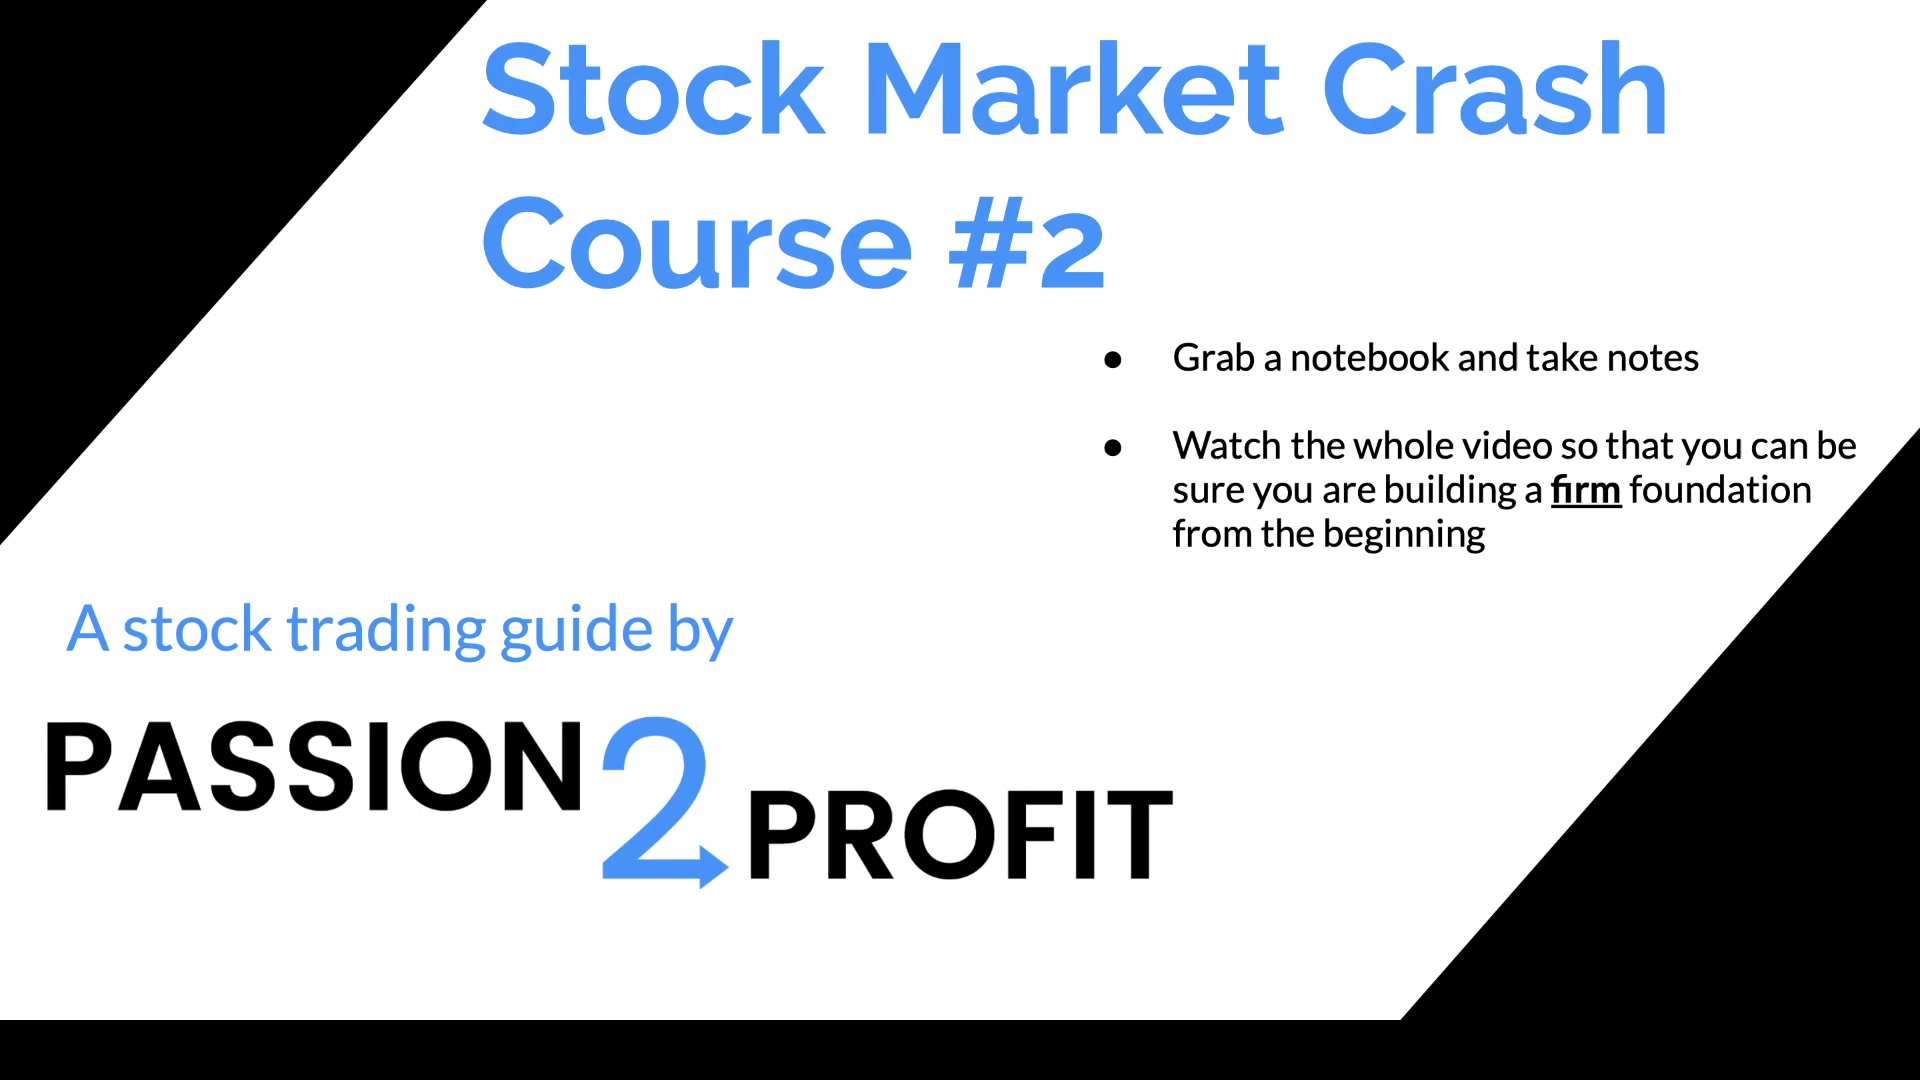 Stock Market Crash
Course #2
● Grab a notebook and take notes
● Watch the whole video so that you can be
sure you are building a firm foundation
from the beginning
A stock trading guide by
PASSION 2 PROFIT